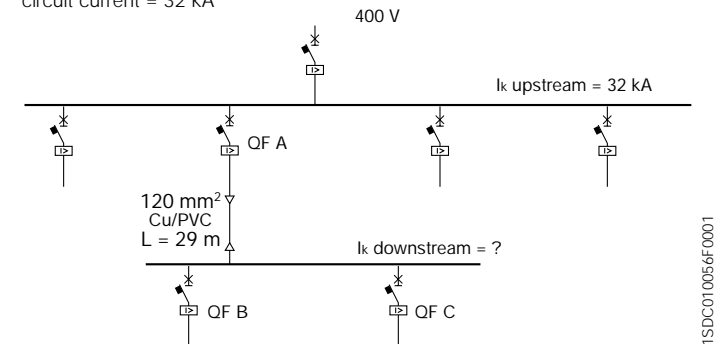 circuit current = 32 kA
400 V
I>
Ik upstream = 32 kA
I>
QF A
I>
I>
I>
120 mm2
Cu/PVC
L = 29 m
Ik downstream = ?
I>
QF B
I>
QF C
1SDC010056F0001